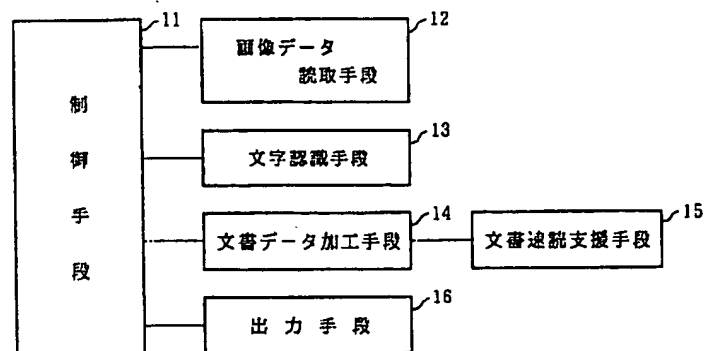 11
制
御
手
段
12
画像データ
読取手段
13
文字認識手段
14
文書データ加工手段
15
文書速読支援手段
16
出力手段